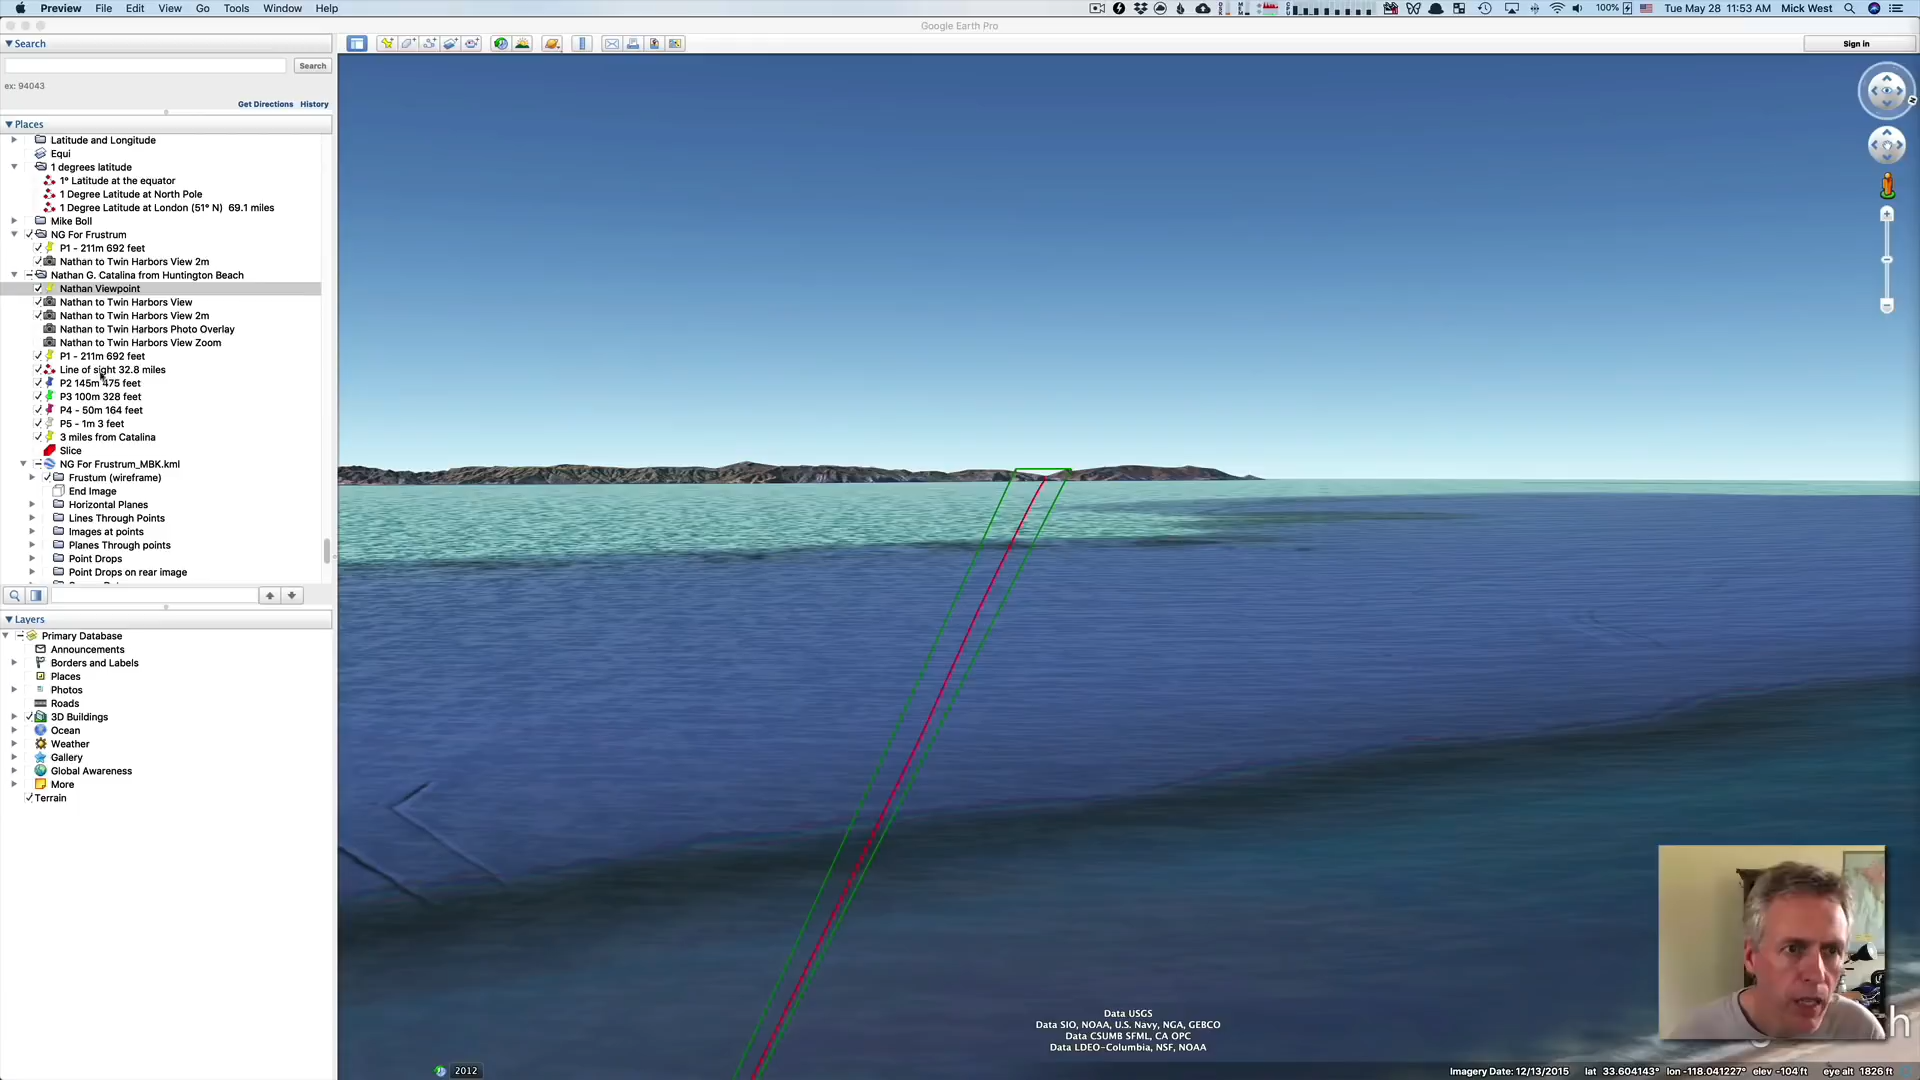 Preview File Edit View Go Tools Window Help
100% Tue May 28 11:53 AM Mick West
Google Earth Pro
Search
Sign in
Search
ex: 94043
Get Directions History
Places
Latitude and Longitude
Equi
1 degrees latitude
1° Latitude at the equator
1 Degree Latitude at North Pole
1 Degree Latitude at London (51° N) 69.1 miles
Mike Boll
NG For Frustrum
P1 - 211m 692 feet
Nathan to Twin Harbors View 2m
Nathan G. Catalina from Huntington Beach
Nathan Viewpoint
Nathan to Twin Harbors View
Nathan to Twin Harbors View 2m
Nathan to Twin Harbors Photo Overlay
Nathan to Twin Harbors View Zoom
P1 - 211m 692 feet
Line of sight 32.8 miles
P2 145m 475 feet
P3 100m 328 feet
P4 - 50m 164 feet
P5 - 1m 3 feet
3 miles from Catalina
Slice
NG For Frustrum_MBK.kml
Frustum (wireframe)
End Image
Horizontal Planes
Lines Through Points
Images at points
Planes Through points
Point Drops
Point Drops on rear image
Layers
Primary Database
Announcements
Borders and Labels
Places
Photos
Roads
3D Buildings
Ocean
Weather
Gallery
Global Awareness
More
Terrain
Data USGS
Data SIO, NOAA, U.S. Navy, NGA, GEBCO
Data CSUMB SFML, CA OPC
Data LDEO-Columbia, NSF, NOAA
2012
Imagery Date: 12/13/2015 lat 33.604143° lon -118.041227° elev -104 ft eye alt 1826 ft